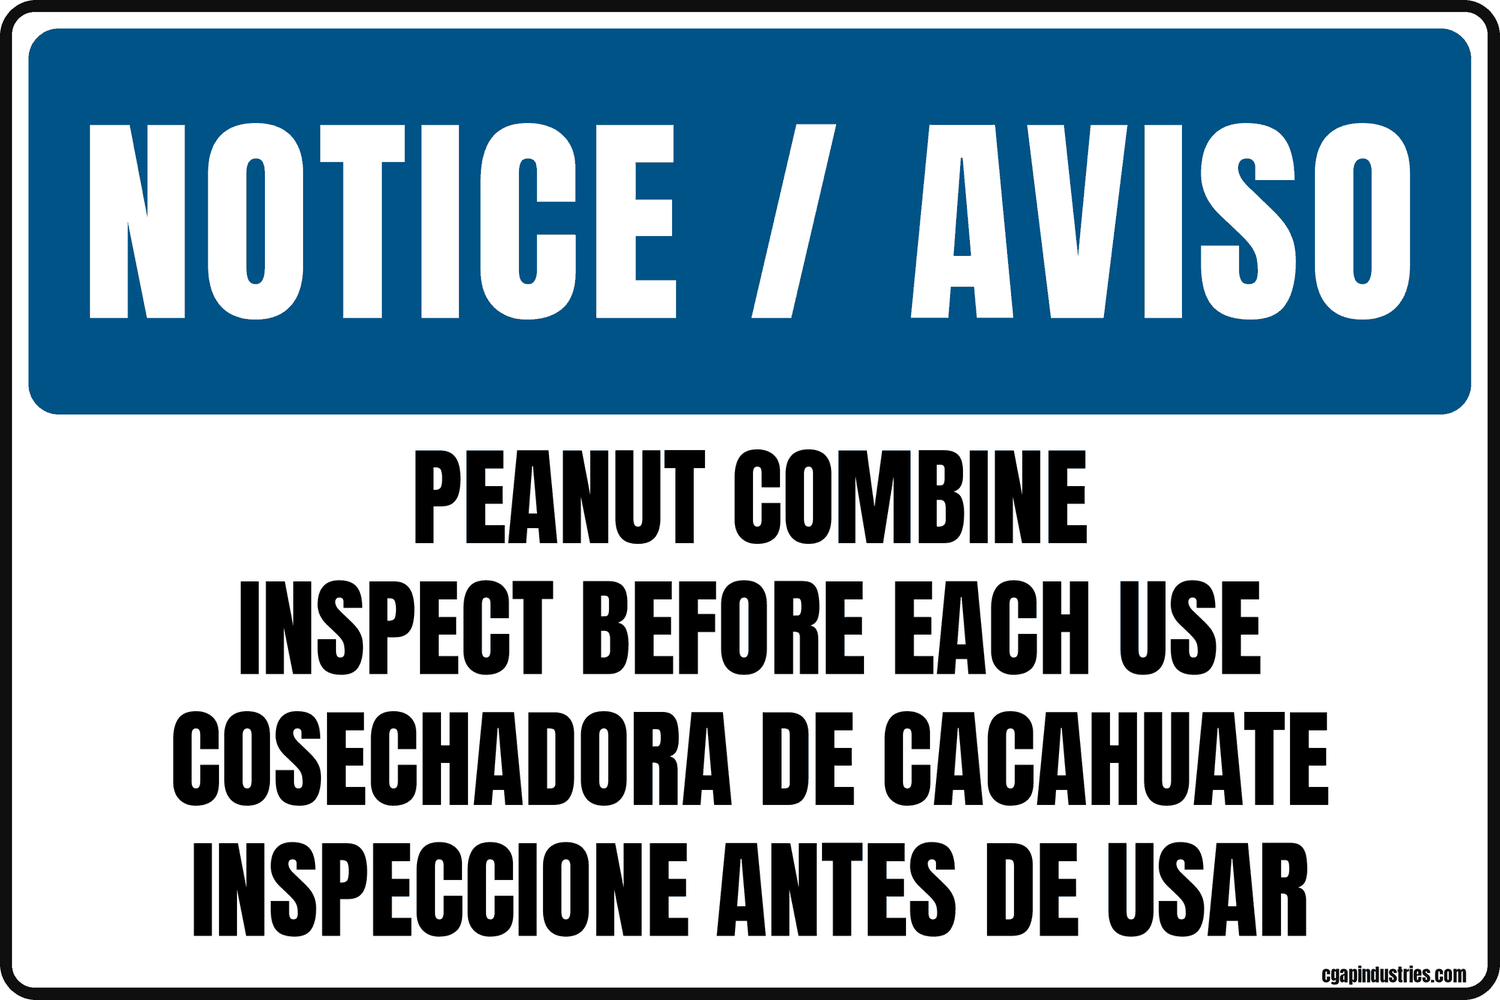 NOTICE / AVISO
PEANUT COMBINE
INSPECT BEFORE EACH USE
COSECHADORA DE CACAHUATE
INSPECCIONE ANTES DE USAR
cgapindustries.com